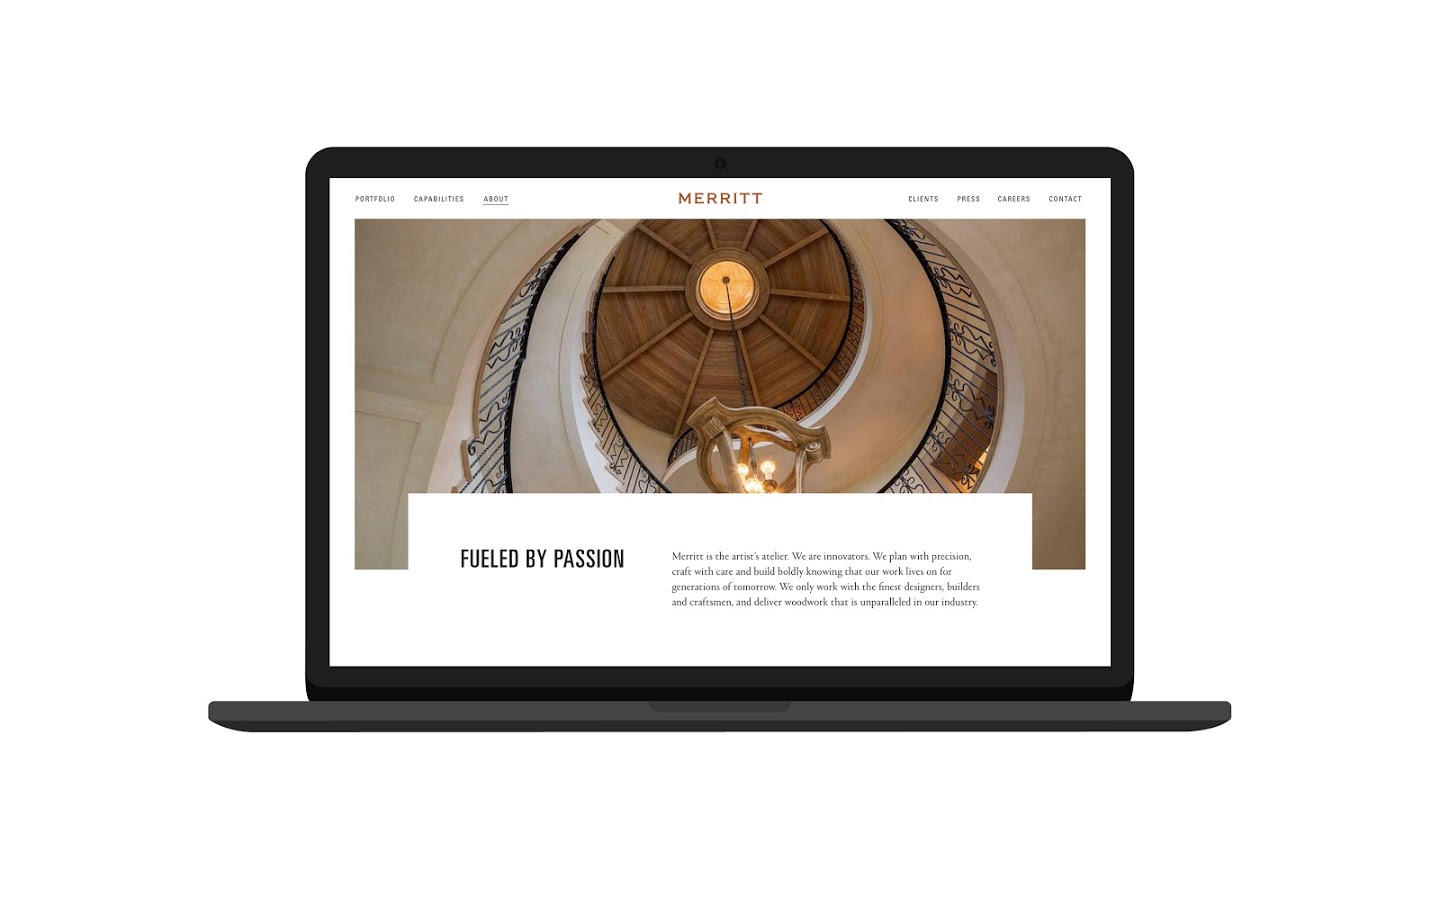 PORTFOLIO CAPABILITIES ABOUT MERRITT CLIENTS PRESS CAREERS CONTACT
FUELED BY PASSION
Merritt is the artist's atelier. We are innovators. We plan with precision,
craft with care and build boldly knowing that our work lives on for
generations of tomorrow. We only work with the finest designers, builders
and craftsmen, and deliver woodwork that is unparalleled in our industry.